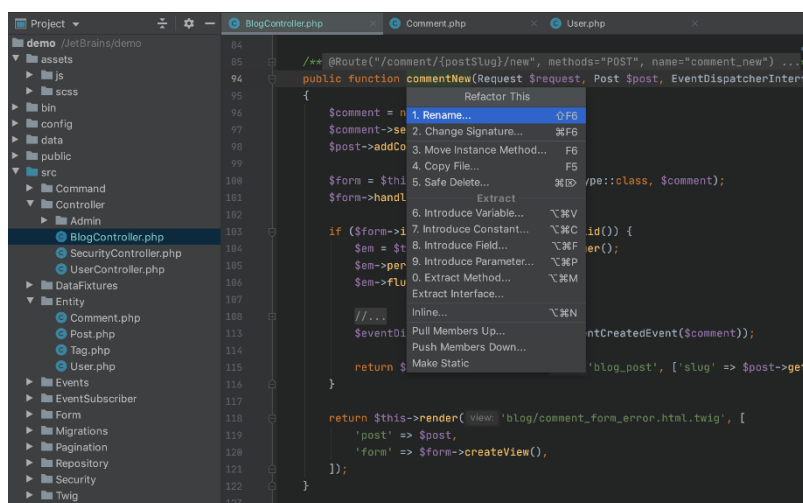 Project
BlogController.php
Comment.php
User.php
demo /JetBrains/demo
assets
js
scss
bin
config
data
public
src
Command
Controller
Admin
BlogController.php
SecurityController.php
UserController.php
DataFixtures
Entity
Comment.php
Post.php
Tag.php
User.php
Events
EventSubscriber
Form
Migrations
Pagination
Repository
Security
Twig
84
85 /** @Route("/comment/{postSlug}/new", methods="POST", name="comment_new") ...
94 public function commentNew(Request $request, Post $post, EventDispatcherInter
95 {
96 $comment = n
97 $comment->se
98 $post->addCo
99
100 $form = $thi ype::class, $comment);
101 $form->handl
102
103 if ($form->i id()) {
104 $em = $t er();
105 $em->per
106 $em->flu
107
108 //...
113 $eventDi ntCreatedEvent($comment));
114
115 return $ 'blog_post', ['slug' => $post->get
116 }
117
118 return $this->render( view: 'blog/comment_form_error.html.twig', [
119 'post' => $post,
120 'form' => $form->createView(),
121 ]);
122 }
Refactor This
1. Rename... ⇧F6
2. Change Signature... ⌘F6
3. Move Instance Method... F6
4. Copy File... F5
5. Safe Delete... ⌘⌦
Extract
6. Introduce Variable... ⌥⌘V
7. Introduce Constant... ⌥⌘C
8. Introduce Field... ⌥⌘F
9. Introduce Parameter... ⌥⌘P
0. Extract Method... ⌥⌘M
Extract Interface...
Inline... ⌥⌘N
Pull Members Up...
Push Members Down...
Make Static